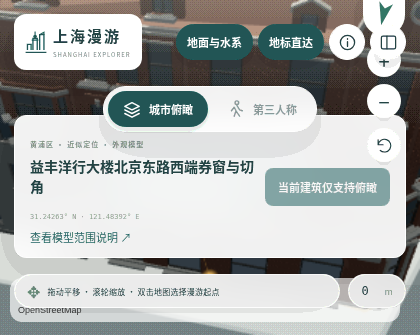 上海漫游
SHANGHAI EXPLORER
地面与水系
地标直达
城市俯瞰
第三人称
黄浦区 · 近似定位 · 外观模型
益丰洋行大楼北京东路西端券窗与切
角
当前建筑仅支持俯瞰
31.24263° N · 121.48392° E
查看模型范围说明 ↗
拖动平移 · 滚轮缩放 · 双击地图选择漫游起点
0 m
OpenStreetMap